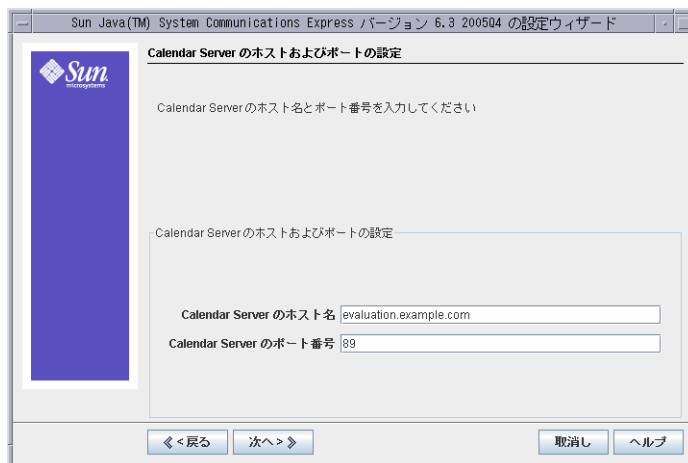 Sun Java(TM) System Communications Express バージョン 6.3 2005Q4 の設定ウィザード
Sun
microsystems
Calendar Server のホストおよびポートの設定
Calendar Server のホスト名とポート番号を入力してください
Calendar Server のホストおよびポートの設定
Calendar Server のホスト名 evaluation.example.com
Calendar Server のポート番号 89
<戻る 次へ> 取消し ヘルプ